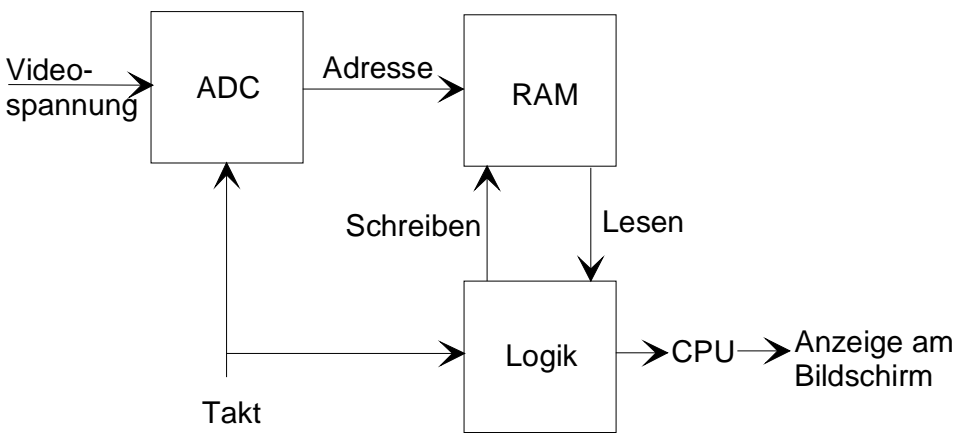 Video-
spannung
ADC
Adresse
RAM
Schreiben
Lesen
Logik
CPU
Anzeige am
Bildschirm
Takt